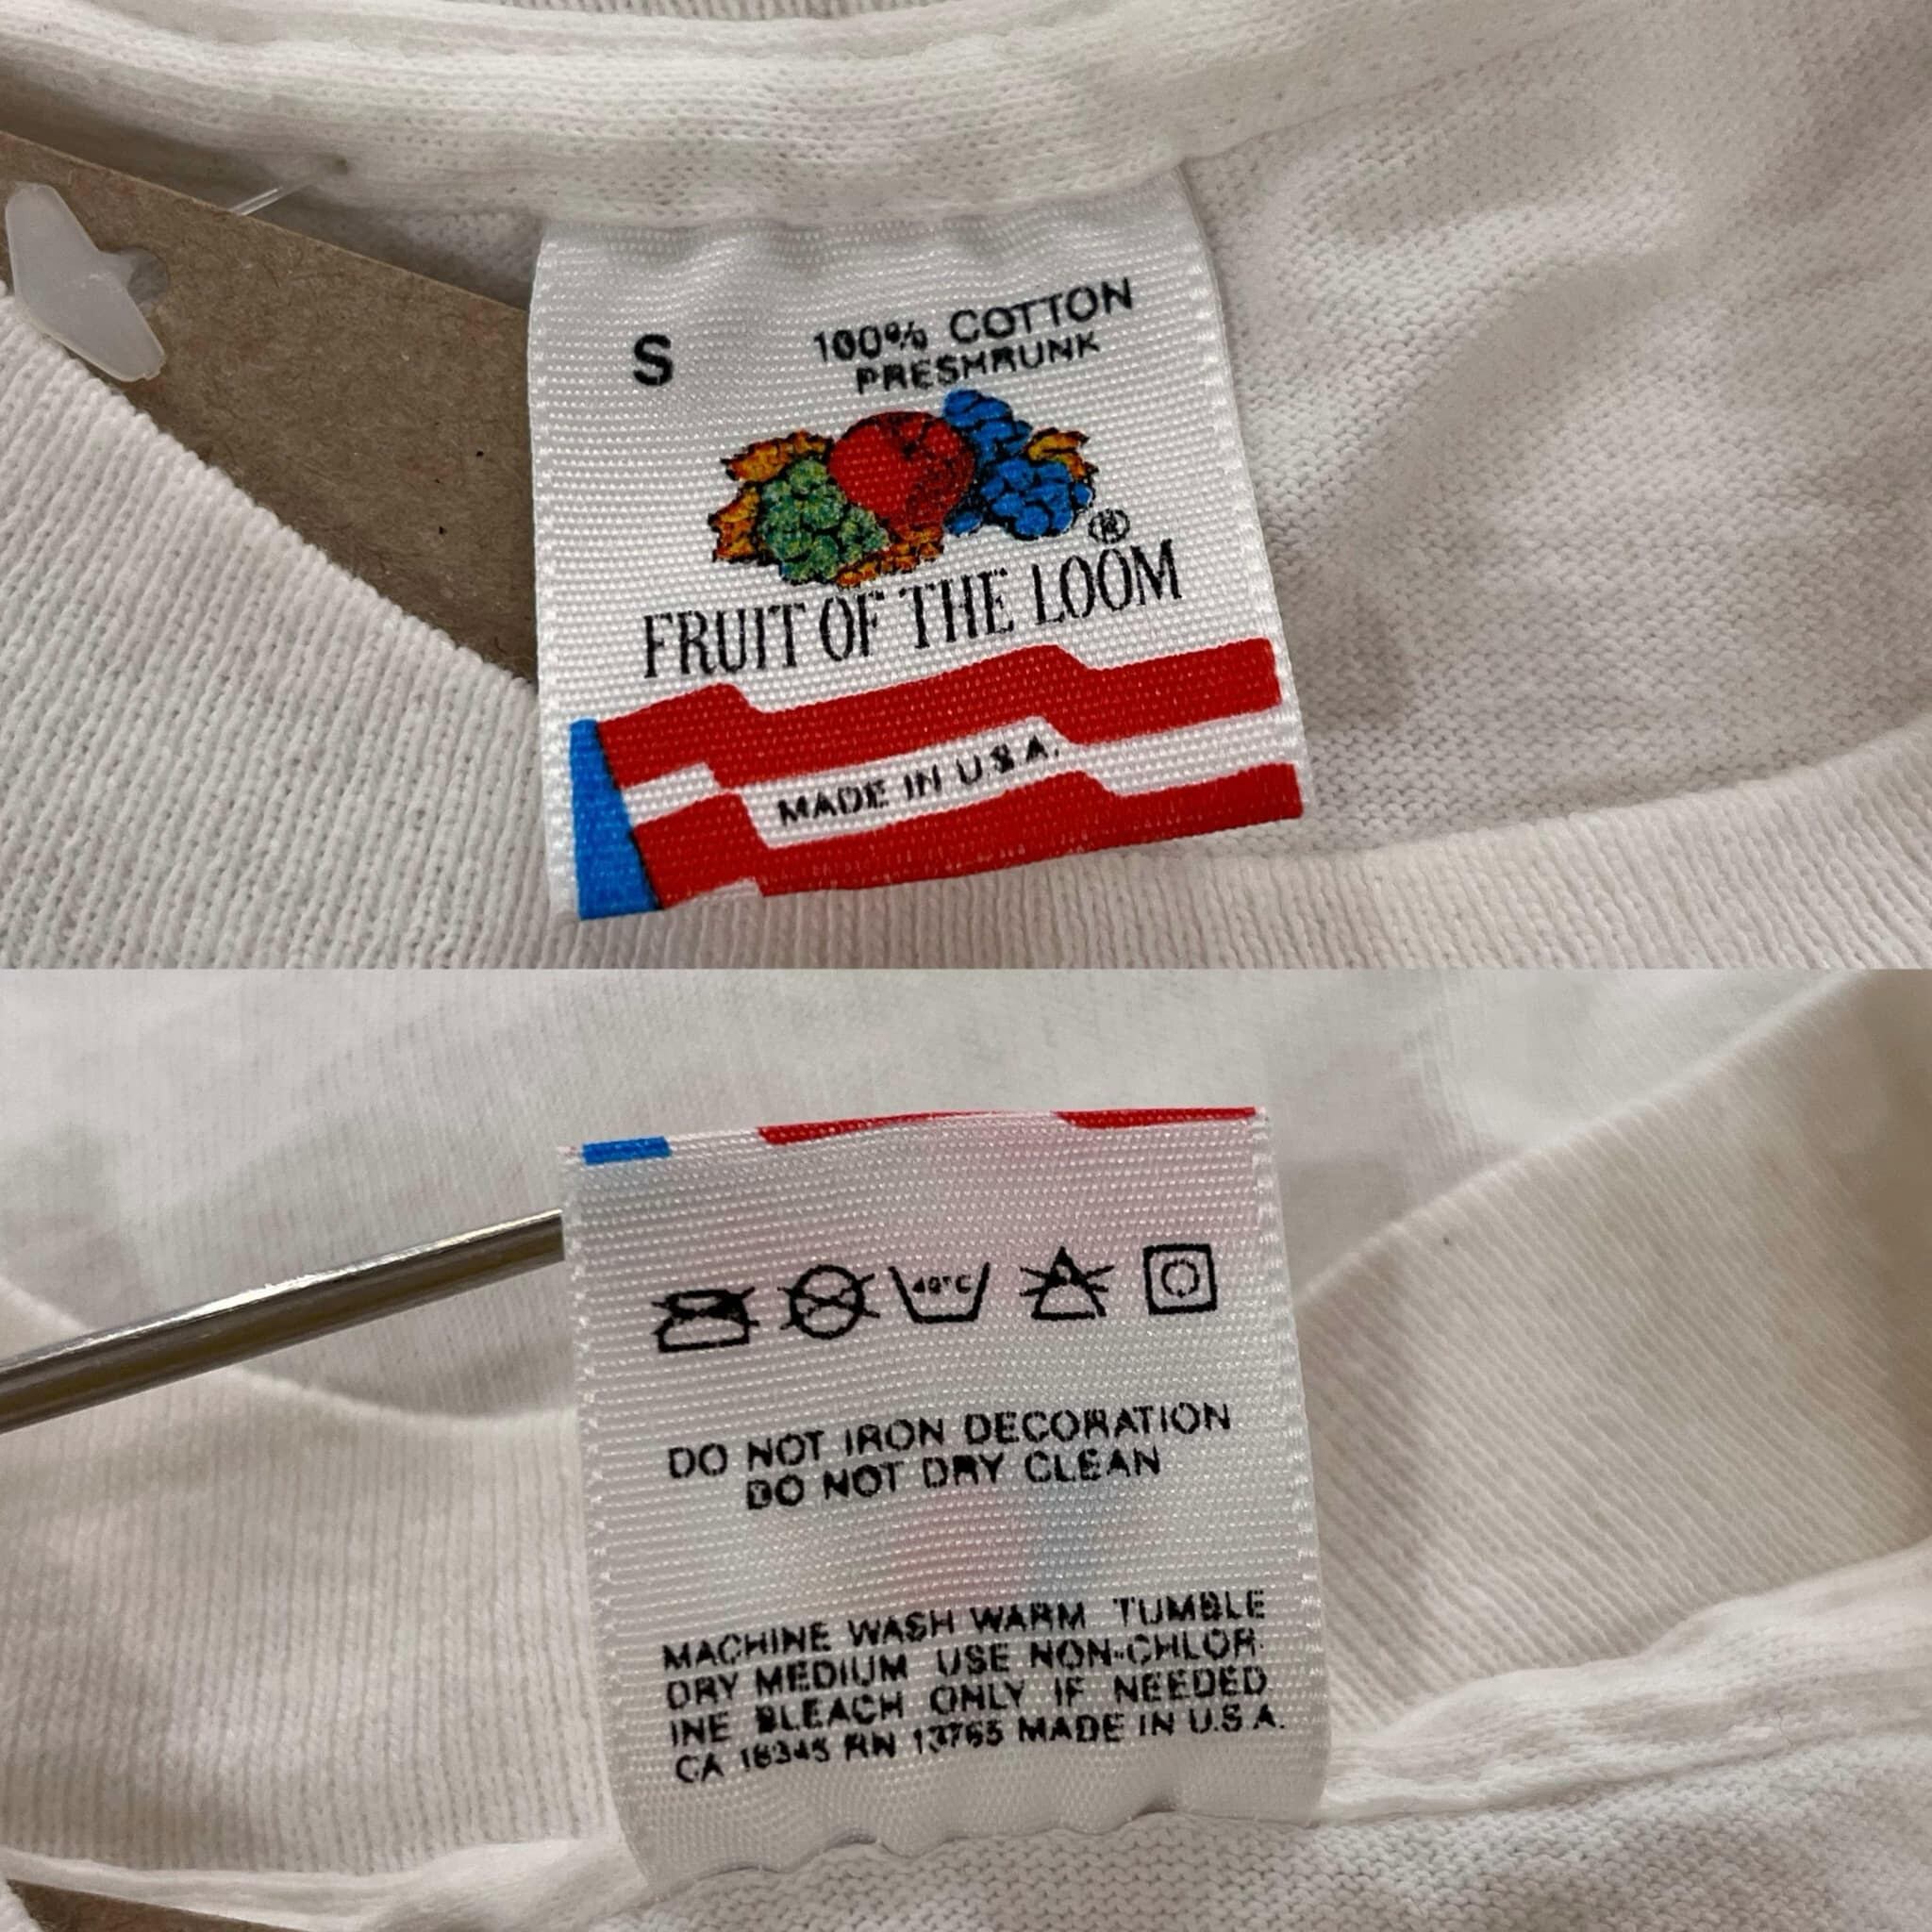 S
100% COTTON
PRESHRUNK
®
FRUIT OF THE LOOM
MADE IN U.S.A.
40°C
DO NOT IRON DECORATION
DO NOT DRY CLEAN
MACHINE WASH WARM TUMBLE
DRY MEDIUM USE NON-CHLOR-
INE BLEACH ONLY IF NEEDED
CA 16345 RN 13765 MADE IN U.S.A.